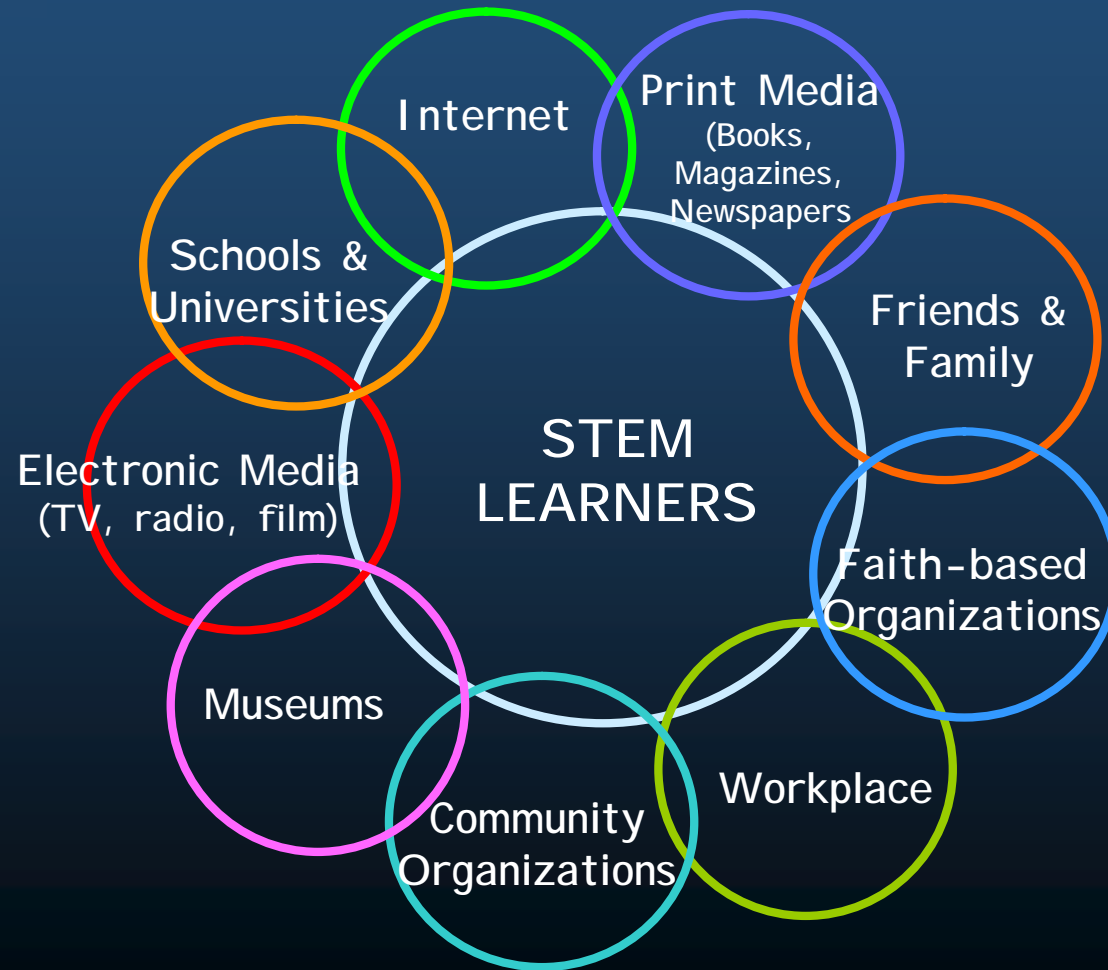 Internet
Print Media
(Books,
Magazines,
Newspapers
Schools &
Universities
Friends &
Family
Electronic Media
(TV, radio, film)
STEM
LEARNERS
Faith-based
Organizations
Museums
Community
Organizations
Workplace